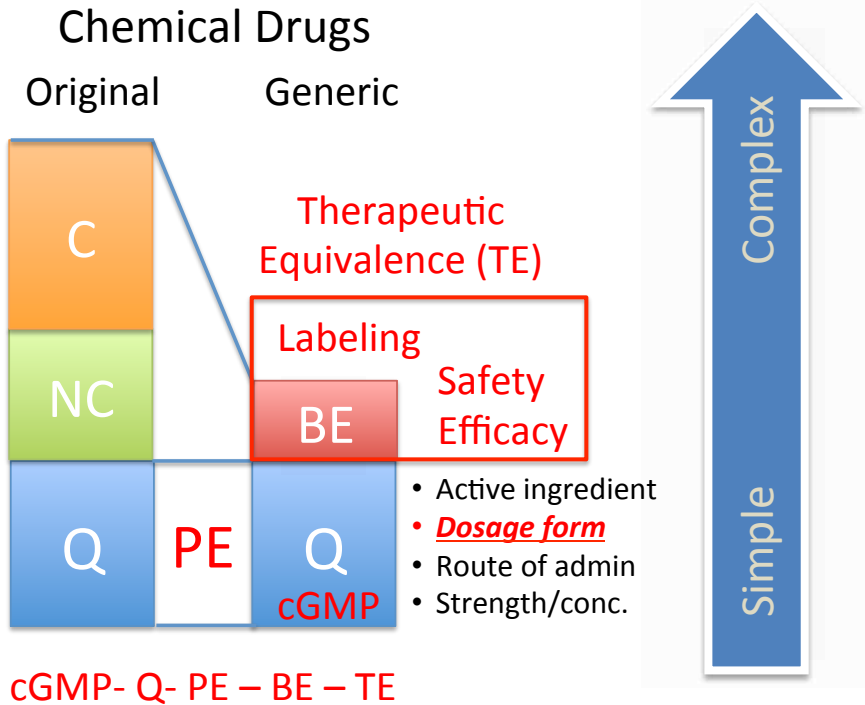 Chemical Drugs
Original
Generic
C
NC
Q
PE
Therapeutic
Equivalence (TE)
Labeling
Safety
Efficacy
BE
Q
cGMP
• Active ingredient
• Dosage form
• Route of admin
• Strength/conc.
cGMP- Q- PE – BE – TE
Complex
Simple